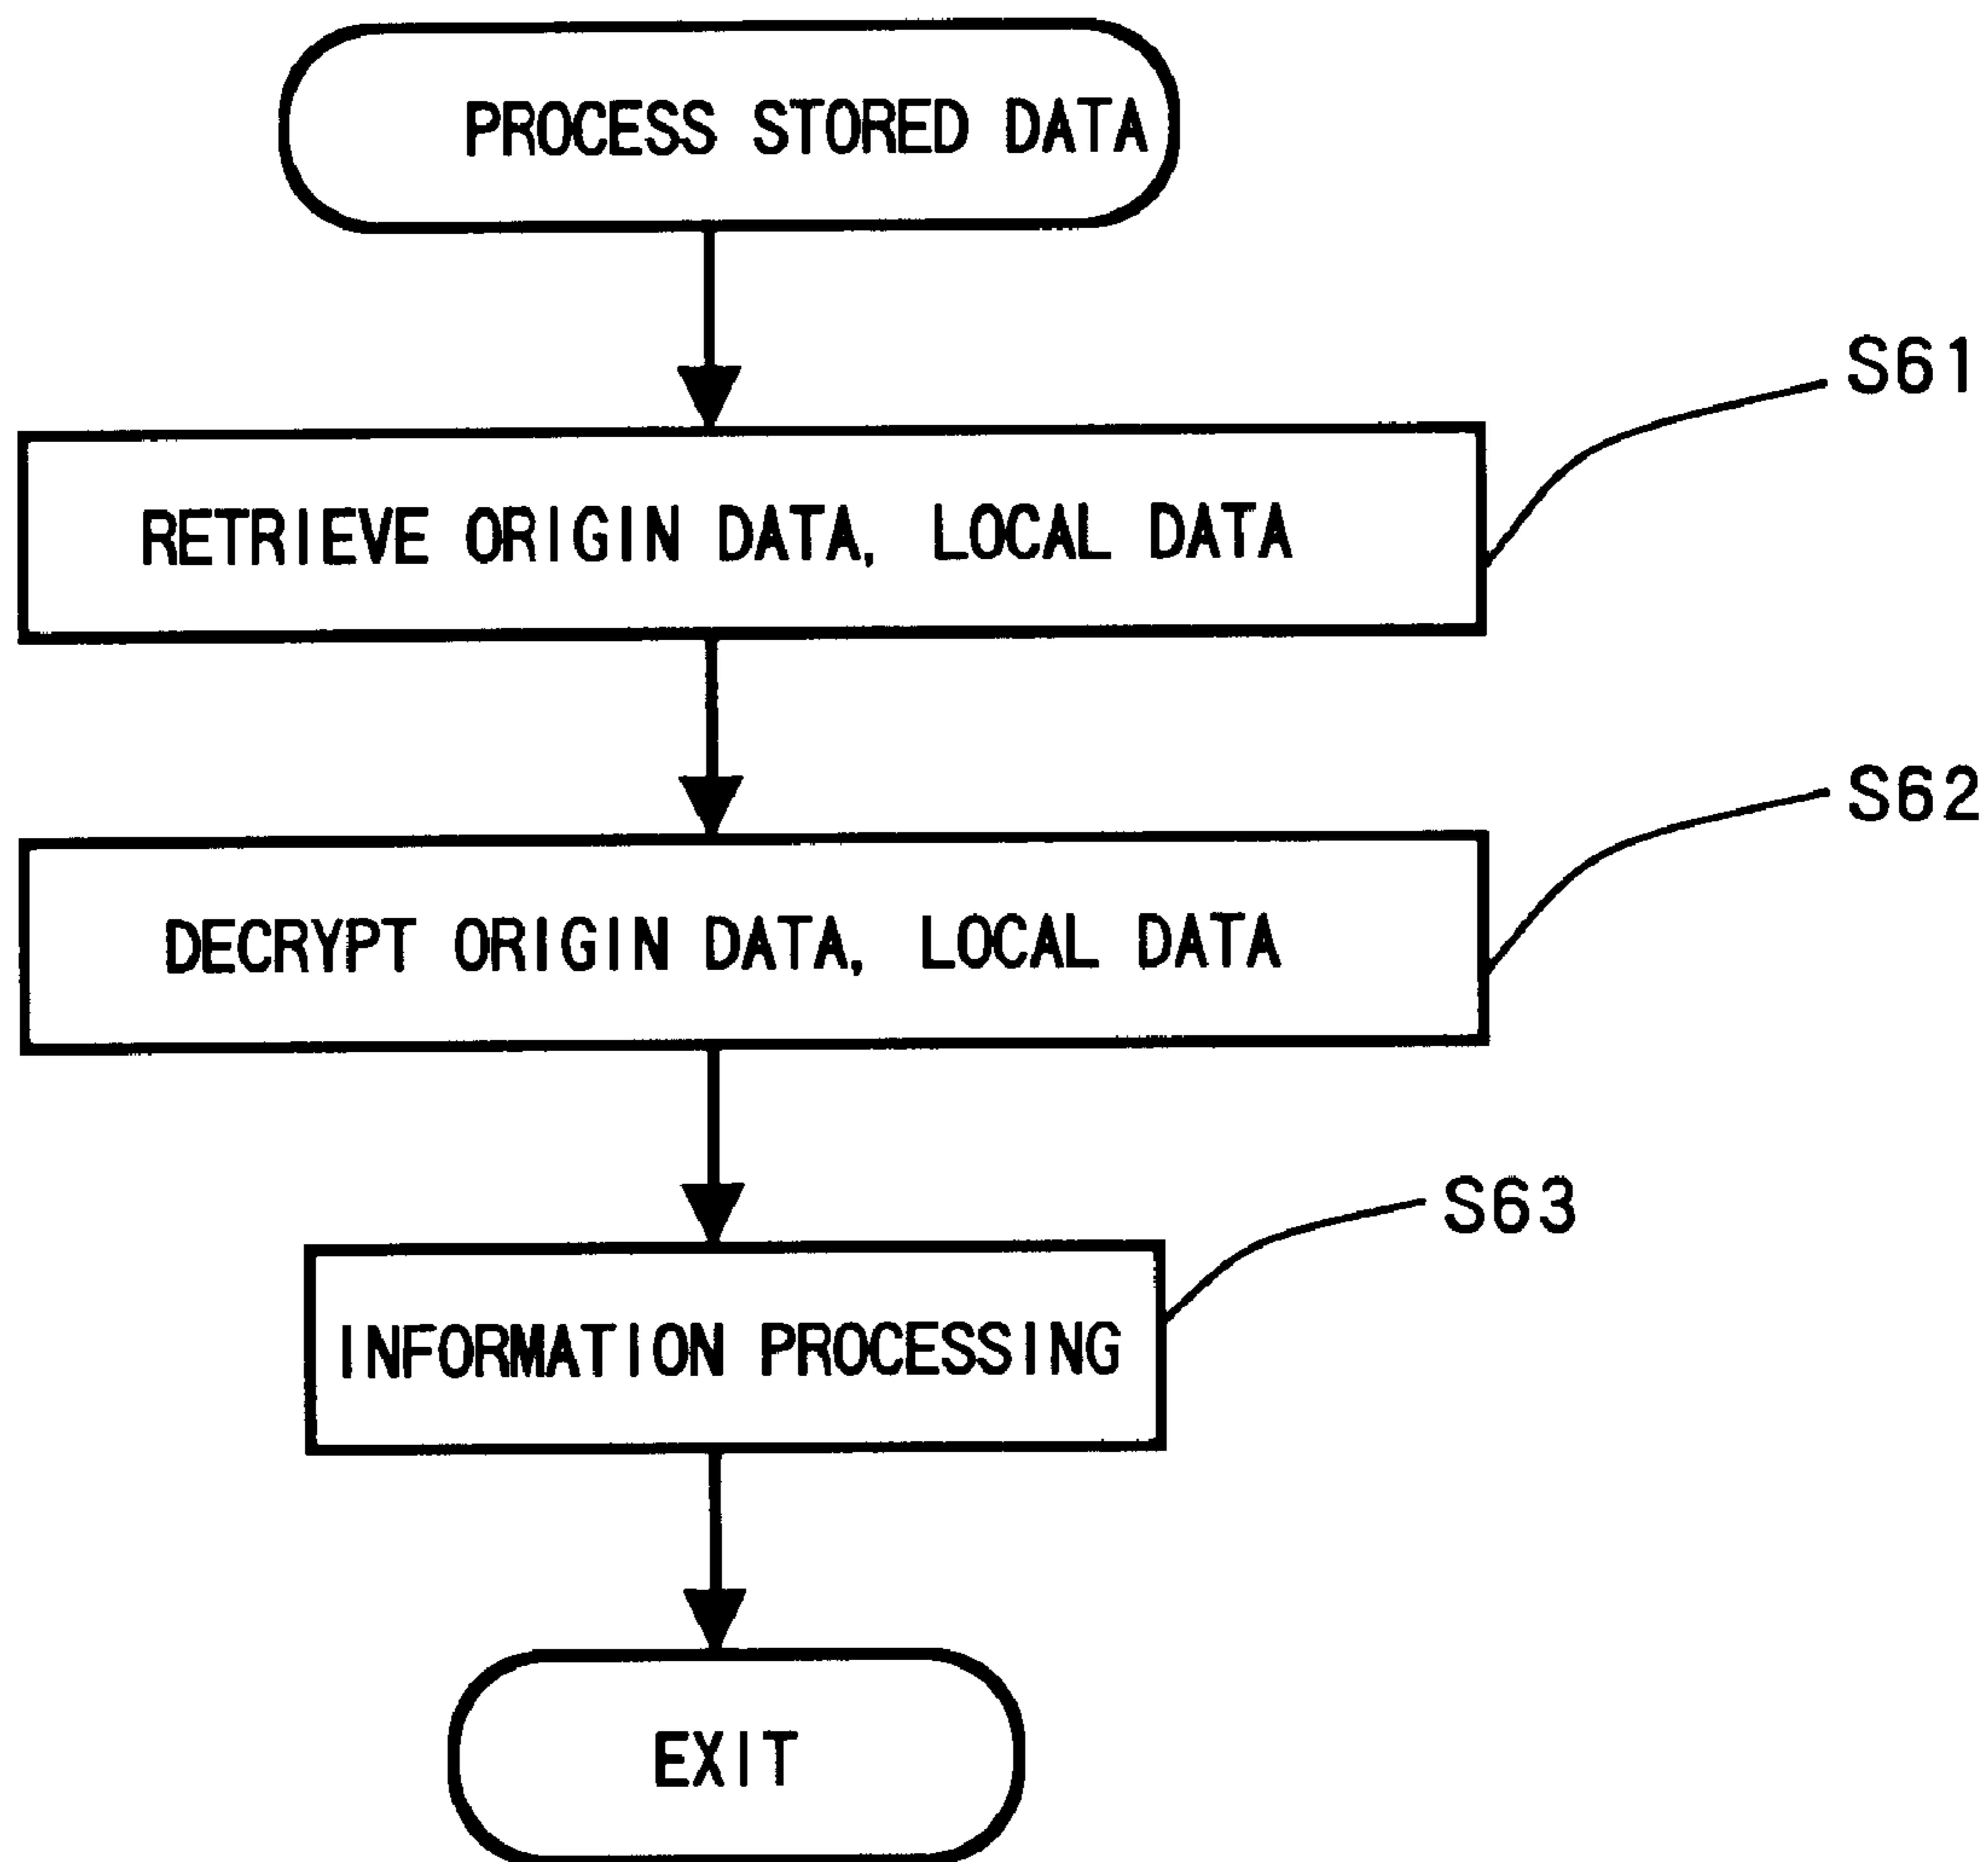 PROCESS STORED DATA
S61
RETRIEVE ORIGIN DATA, LOCAL DATA
S62
DECRYPT ORIGIN DATA, LOCAL DATA
S63
INFORMATION PROCESSING
EXIT